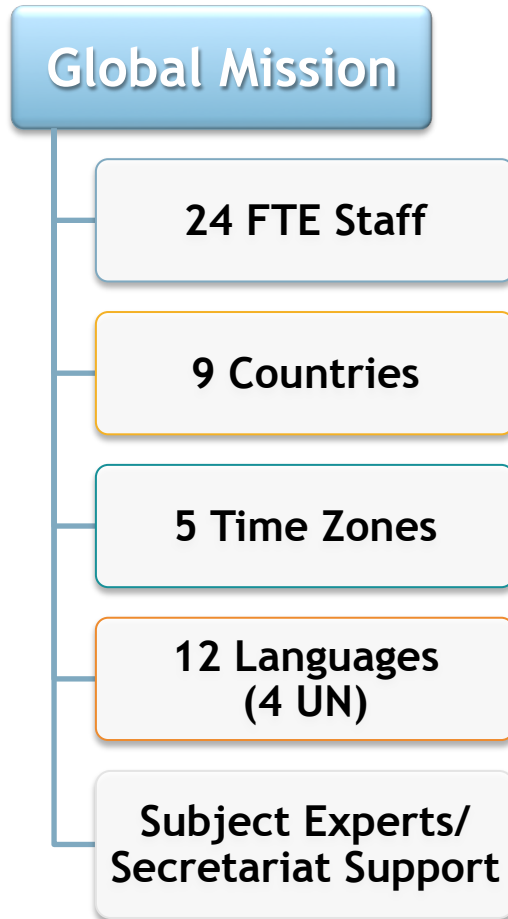 Global Mission
24 FTE Staff
9 Countries
5 Time Zones
12 Languages
(4 UN)
Subject Experts/
Secretariat Support